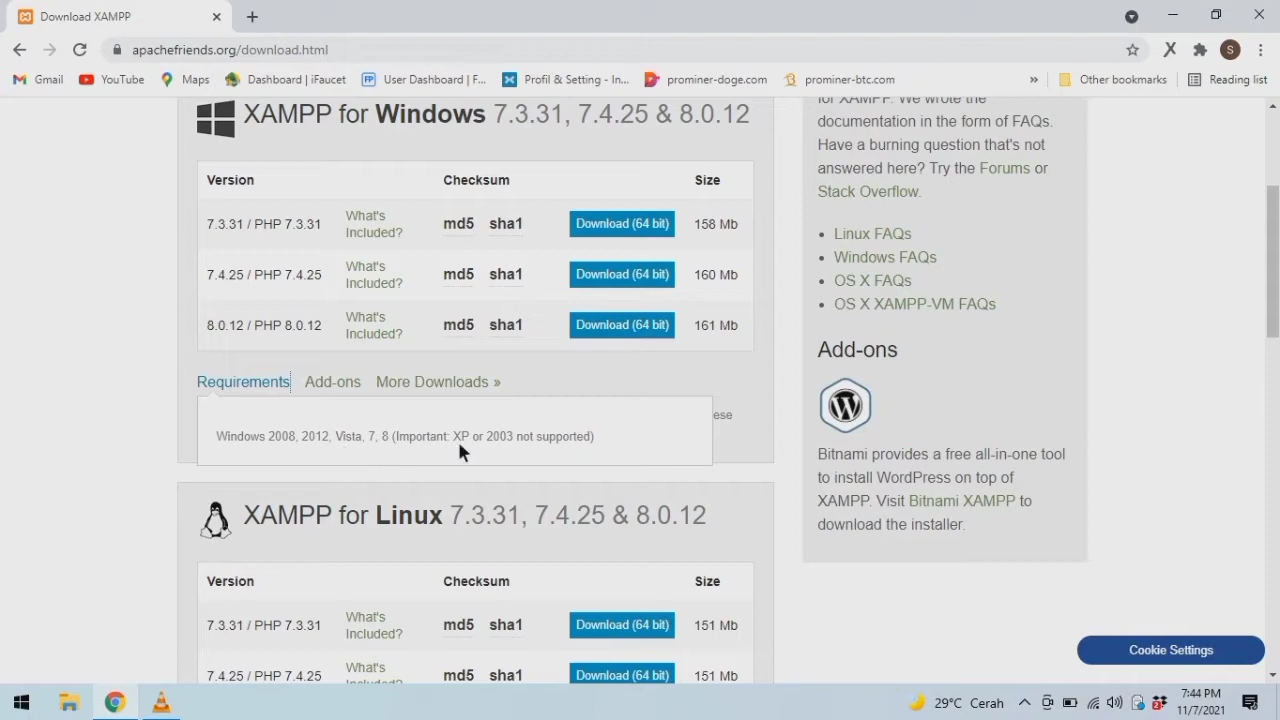 Download XAMPP
apachefriends.org/download.html
S
Gmail
YouTube
Maps
Dashboard | iFaucet
User Dashboard | F...
Profil & Setting - In...
prominer-doge.com
prominer-btc.com
»
Other bookmarks
Reading list
XAMPP for Windows 7.3.31, 7.4.25 & 8.0.12
Version Checksum Size
7.3.31 / PHP 7.3.31 What's Included? md5 sha1 Download (64 bit) 158 Mb
7.4.25 / PHP 7.4.25 What's Included? md5 sha1 Download (64 bit) 160 Mb
8.0.12 / PHP 8.0.12 What's Included? md5 sha1 Download (64 bit) 161 Mb
Requirements Add-ons More Downloads »
ese
Windows 2008, 2012, Vista, 7, 8 (Important: XP or 2003 not supported)
XAMPP for Linux 7.3.31, 7.4.25 & 8.0.12
Version Checksum Size
7.3.31 / PHP 7.3.31 What's Included? md5 sha1 Download (64 bit) 151 Mb
7.4.25 / PHP 7.4.25 What's Included? md5 sha1 Download (64 bit) 151 Mb
for XAMPP. We wrote the
documentation in the form of FAQs.
Have a burning question that's not
answered here? Try the Forums or
Stack Overflow.
• Linux FAQs
• Windows FAQs
• OS X FAQs
• OS X XAMPP-VM FAQs
Add-ons
Bitnami provides a free all-in-one tool
to install WordPress on top of
XAMPP. Visit Bitnami XAMPP to
download the installer.
Cookie Settings
29°C Cerah
7:44 PM
11/7/2021